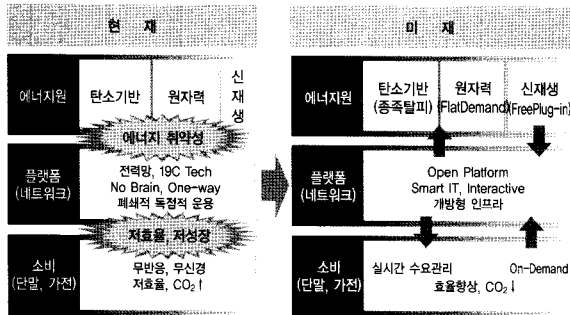 현 재
에너지원
탄소기반
원자력
신
재
생
에너지 취약성
플랫폼
(네트워크)
전력망, 19C Tech
No Brain, One-way
폐쇄적 독점적 운용
저효율, 저성장
소비
(단말, 가전)
무반응, 무신경
저효율, CO₂↑
미 재
에너지원
탄소기반
(종족탈피)
원자력
(FlatDemand)
신재생
(FreePlug-in)
플랫폼
(네트워크)
Open Platform
Smart IT, Interactive
개방형 인프라
소비
(단말, 가전)
실시간 수요관리
On-Demand
효율향상, CO₂↓